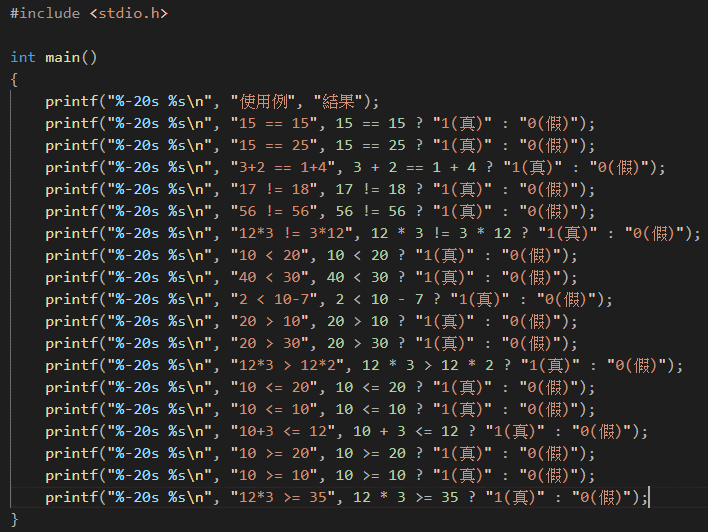 #include <stdio.h>
int main()
{
printf("%-20s %s\n", "使用例", "結果");
printf("%-20s %s\n", "15 == 15", 15 == 15 ? "1(真)" : "0(假)");
printf("%-20s %s\n", "15 == 25", 15 == 25 ? "1(真)" : "0(假)");
printf("%-20s %s\n", "3+2 == 1+4", 3 + 2 == 1 + 4 ? "1(真)" : "0(假)");
printf("%-20s %s\n", "17 != 18", 17 != 18 ? "1(真)" : "0(假)");
printf("%-20s %s\n", "56 != 56", 56 != 56 ? "1(真)" : "0(假)");
printf("%-20s %s\n", "12*3 != 3*12", 12 * 3 != 3 * 12 ? "1(真)" : "0(假)");
printf("%-20s %s\n", "10 < 20", 10 < 20 ? "1(真)" : "0(假)");
printf("%-20s %s\n", "40 < 30", 40 < 30 ? "1(真)" : "0(假)");
printf("%-20s %s\n", "2 < 10-7", 2 < 10 - 7 ? "1(真)" : "0(假)");
printf("%-20s %s\n", "20 > 10", 20 > 10 ? "1(真)" : "0(假)");
printf("%-20s %s\n", "20 > 30", 20 > 30 ? "1(真)" : "0(假)");
printf("%-20s %s\n", "12*3 > 12*2", 12 * 3 > 12 * 2 ? "1(真)" : "0(假)");
printf("%-20s %s\n", "10 <= 20", 10 <= 20 ? "1(真)" : "0(假)");
printf("%-20s %s\n", "10 <= 10", 10 <= 10 ? "1(真)" : "0(假)");
printf("%-20s %s\n", "10+3 <= 12", 10 + 3 <= 12 ? "1(真)" : "0(假)");
printf("%-20s %s\n", "10 >= 20", 10 >= 20 ? "1(真)" : "0(假)");
printf("%-20s %s\n", "10 >= 10", 10 >= 10 ? "1(真)" : "0(假)");
printf("%-20s %s\n", "12*3 >= 35", 12 * 3 >= 35 ? "1(真)" : "0(假)");
}